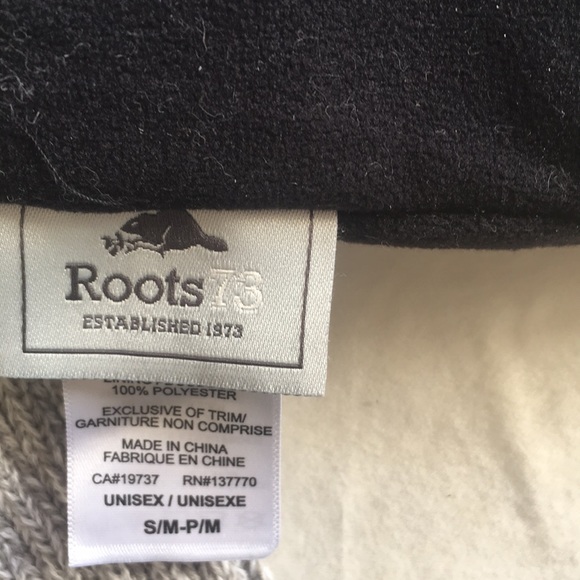 Roots73
ESTABLISHED 1973
100% POLYESTER
EXCLUSIVE OF TRIM/
GARNITURE NON COMPRISE
MADE IN CHINA
FABRIQUE EN CHINE
CA#19737 RN#137770
UNISEX / UNISEXE
S/M-P/M